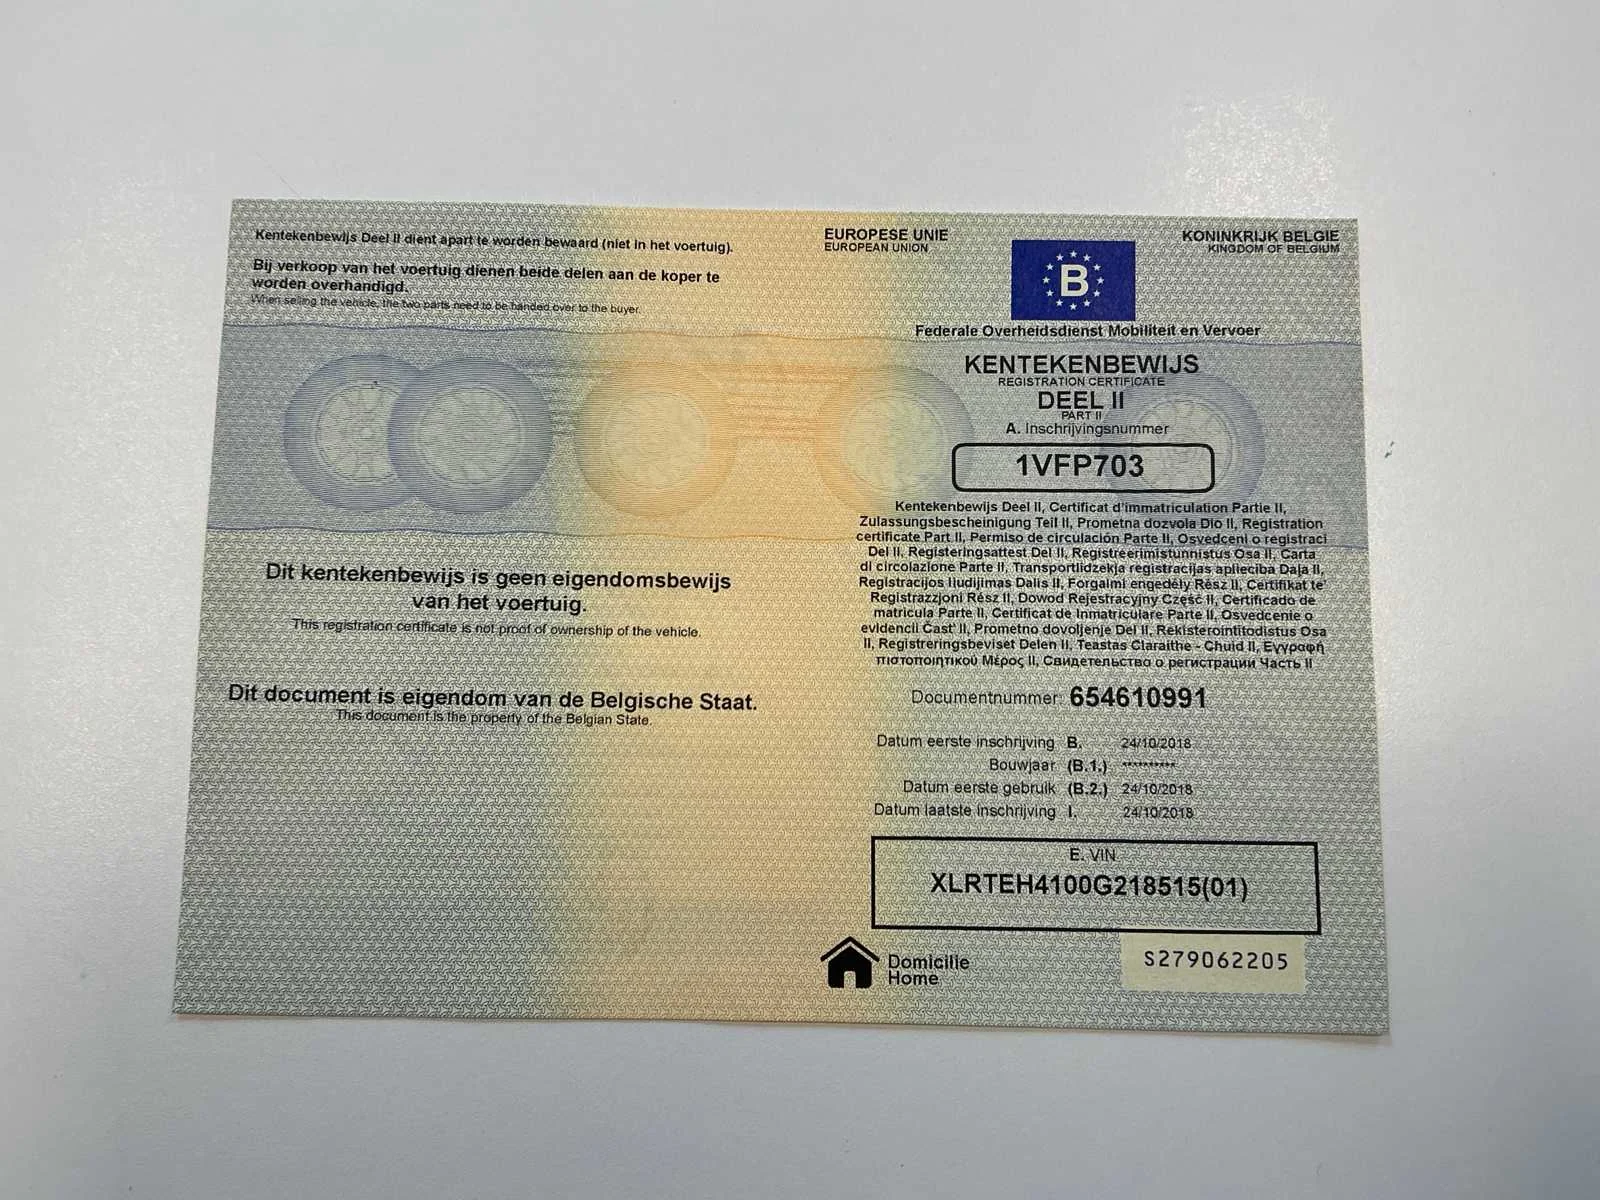 Kentekenbewijs Deel II dient apart te worden bewaard (niet in het voertuig).
Bij verkoop van het voertuig dienen beide delen aan de koper te
worden overhandigd.
When selling the vehicle, the two parts need to be handed over to the buyer.
Dit kentekenbewijs is geen eigendomsbewijs
van het voertuig.
This registration certificate is not proof of ownership of the vehicle.
Dit document is eigendom van de Belgische Staat.
This document is the property of the Belgian State.
EUROPESE UNIE
EUROPEAN UNION
KONINKRIJK BELGIE
KINGDOM OF BELGIUM
B
Federale Overheidsdienst Mobiliteit en Vervoer
KENTEKENBEWIJS
REGISTRATION CERTIFICATE
DEEL II
PART II
A. Inschrijvingsnummer
1VFP703
Kentekenbewijs Deel II, Certificat d'immatriculation Partie II,
Zulassungsbescheinigung Teil II, Prometna dozvola Dio II, Registration
certificate Part II, Permiso de circulación Parte II, Osvedceni o registraci
Del II, Registeringsattest Del II, Registreerimistunnistus Osa II, Carta
di circolazione Parte II, Transportlidzekja registracijas aplieciba Daļa II,
Registracijos liudijimas Dalis II, Forgalmi engedély Rész II, Certifikat te'
Registrazzjoni Rész II, Dowod Rejestracyjny Część II, Certificado de
matricula Parte II, Certificat de Inmatriculare Parte II, Osvedcenie o
evidencii Čast' II, Prometno dovoljenje Del II, Rekisterointitodistus Osa
II, Registreringsbeviset Delen II, Teastas Claraithe - Chuid II, Εγγραφή
πιστοποιητικού Μέρος II, Свидетельство о регистрации Часть II
Documentnummer: 654610991
Datum eerste inschrijving B. 24/10/2018
Bouwjaar (B.1.) **********
Datum eerste gebruik (B.2.) 24/10/2018
Datum laatste inschrijving I. 24/10/2018
E. VIN
XLRTEH4100G218515(01)
Domicilie
Home
S279062205